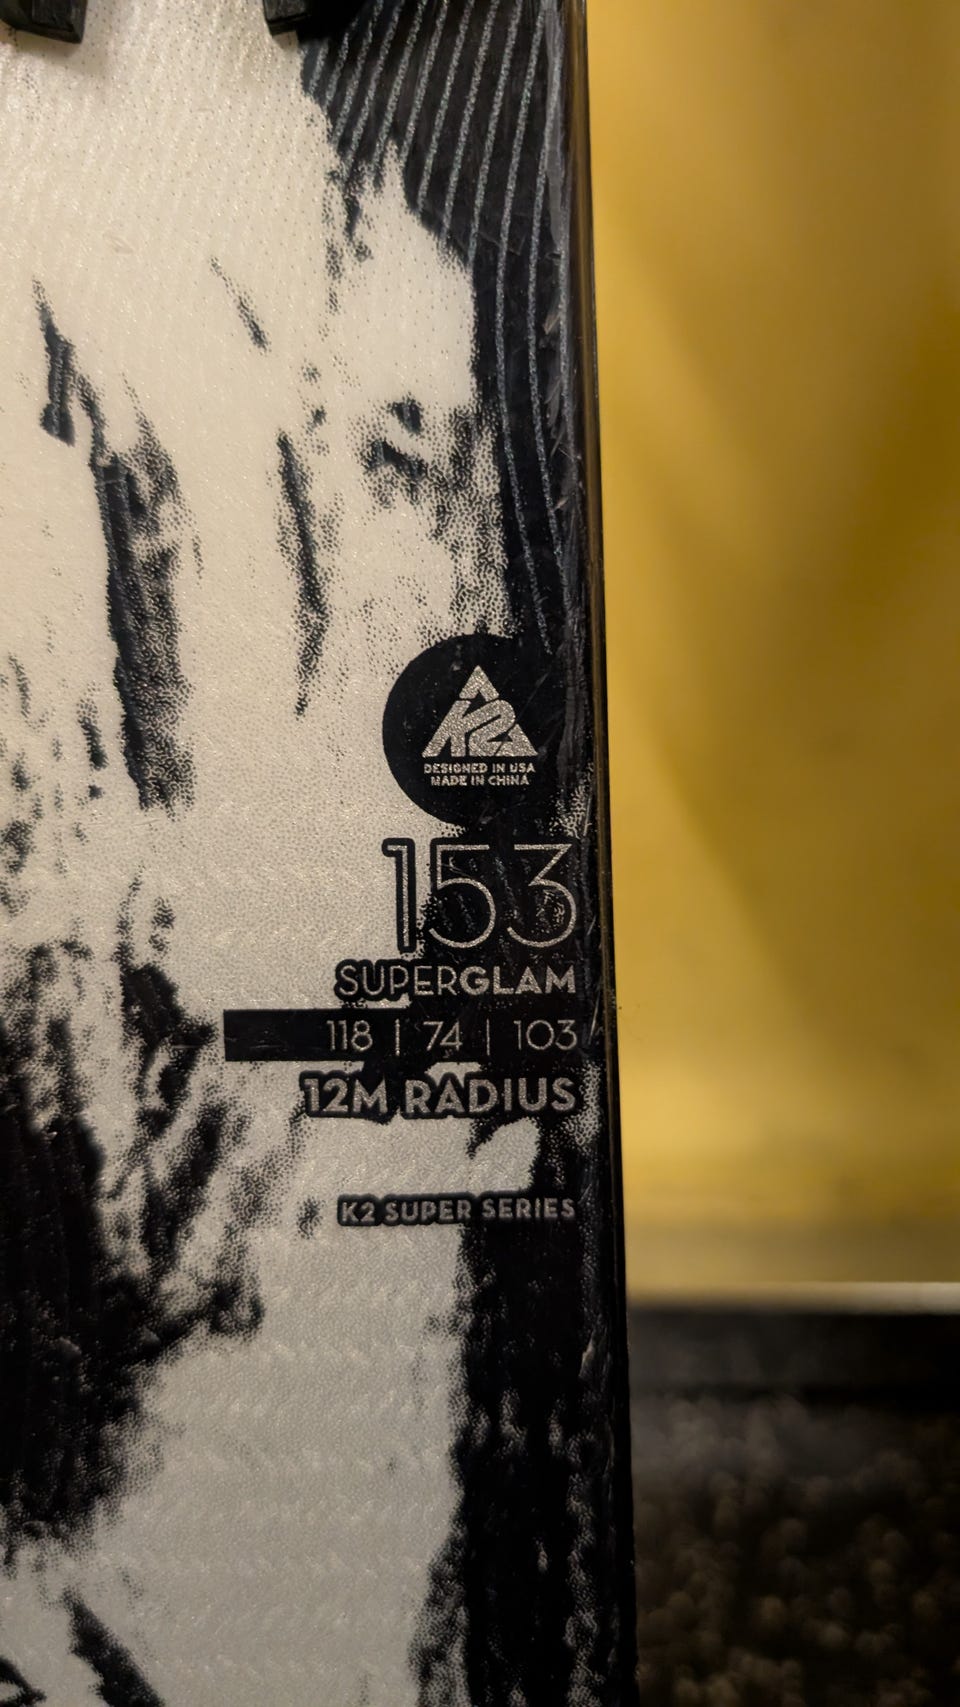 K2
DESIGNED IN USA
MADE IN CHINA
153
SUPERGLAM
118 | 74 | 103
12M RADIUS
K2 SUPER SERIES